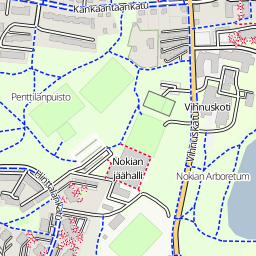 Kankaantaankatu
Penttilänpuisto
Vihnuskoti
Vihnuskatu
Nokian
jäähalli
Nokian Arboretum